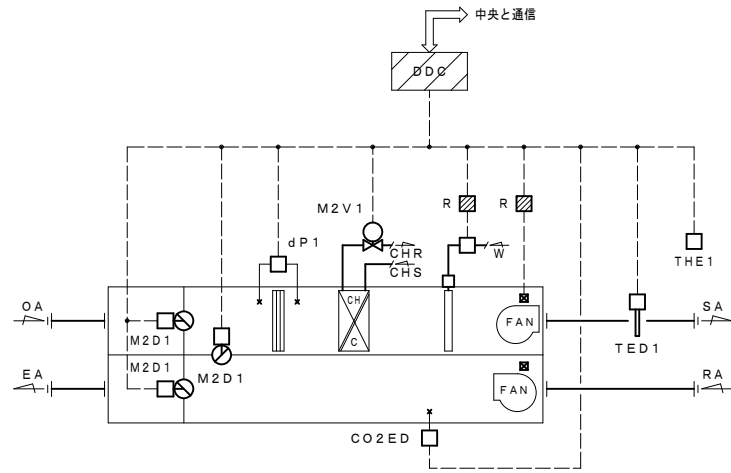 中央と通信
DDC
M2V1
R
R
dP1
CHR
CHS
W
THE1
OA
M2D1
CH
C
FAN
SA
TED1
EA
M2D1
M2D1
FAN
RA
CO2ED